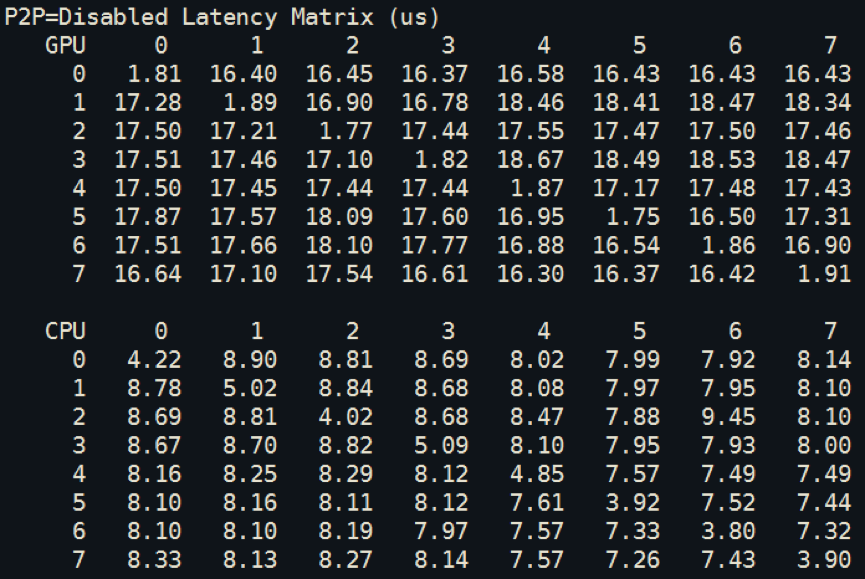 P2P=Disabled Latency Matrix (us)
   GPU     0      1      2      3      4      5      6      7
     0   1.81  16.40  16.45  16.37  16.58  16.43  16.43  16.43
     1  17.28   1.89  16.90  16.78  18.46  18.41  18.47  18.34
     2  17.50  17.21   1.77  17.44  17.55  17.47  17.50  17.46
     3  17.51  17.46  17.10   1.82  18.67  18.49  18.53  18.47
     4  17.50  17.45  17.44  17.44   1.87  17.17  17.48  17.43
     5  17.87  17.57  18.09  17.60  16.95   1.75  16.50  17.31
     6  17.51  17.66  18.10  17.77  16.88  16.54   1.86  16.90
     7  16.64  17.10  17.54  16.61  16.30  16.37  16.42   1.91

   CPU     0      1      2      3      4      5      6      7
     0   4.22   8.90   8.81   8.69   8.02   7.99   7.92   8.14
     1   8.78   5.02   8.84   8.68   8.08   7.97   7.95   8.10
     2   8.69   8.81   4.02   8.68   8.47   7.88   9.45   8.10
     3   8.67   8.70   8.82   5.09   8.10   7.95   7.93   8.00
     4   8.16   8.25   8.29   8.12   4.85   7.57   7.49   7.49
     5   8.10   8.16   8.11   8.12   7.61   3.92   7.52   7.44
     6   8.10   8.10   8.19   7.97   7.57   7.33   3.80   7.32
     7   8.33   8.13   8.27   8.14   7.57   7.26   7.43   3.90